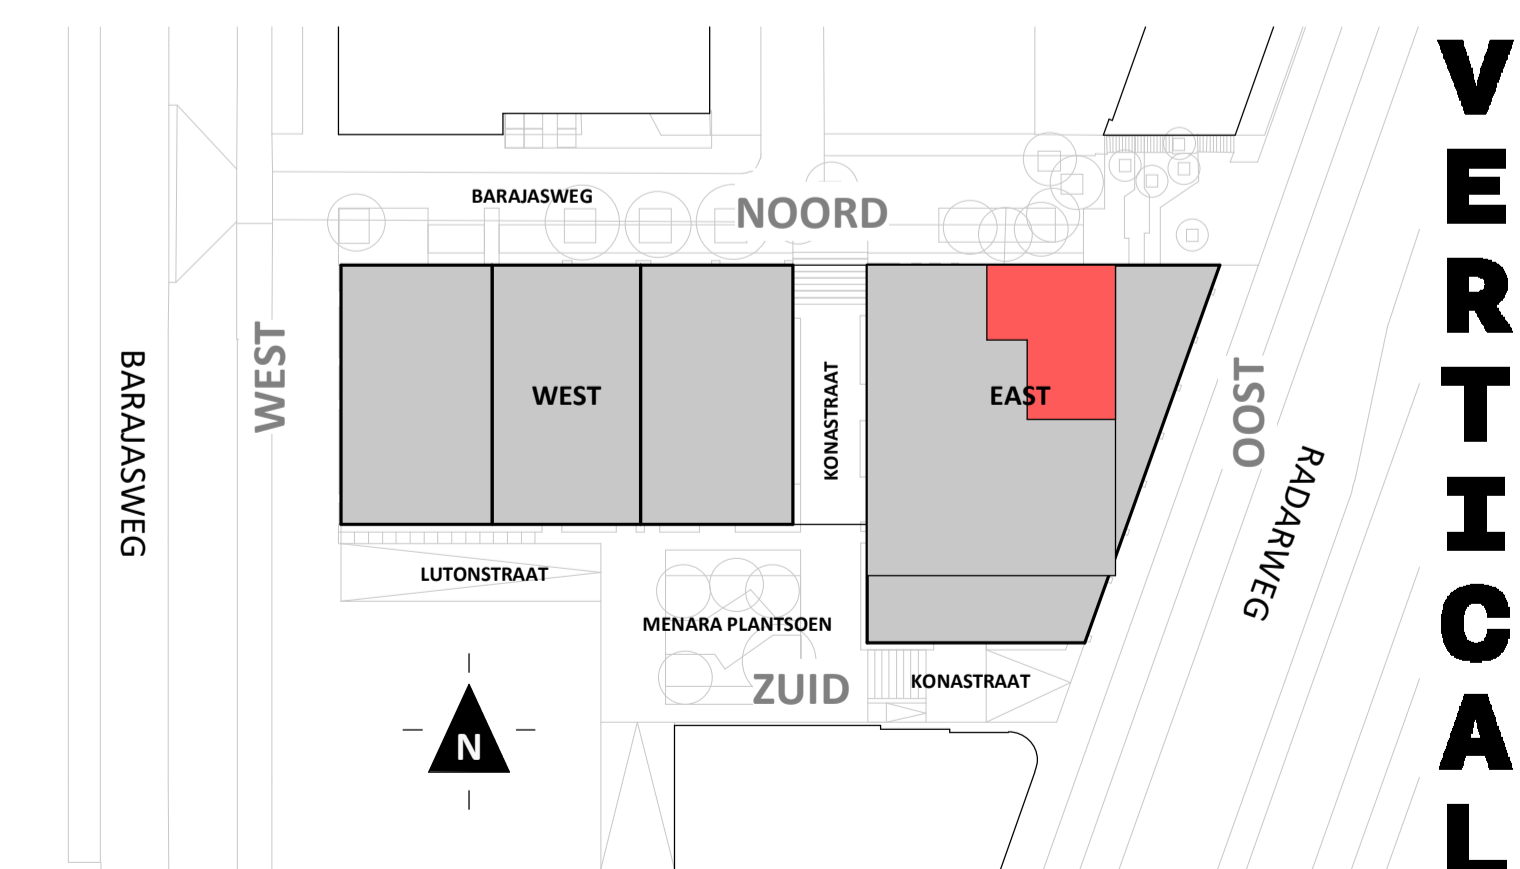 BARAJASWEG
NOORD
WEST
BARAJASWEG
WEST
KONASTRAAT
EAST
OOST
RADARWEG
LUTONSTRAAT
MENARA PLANTSOEN
ZUID
KONASTRAAT
N
VERTICAL